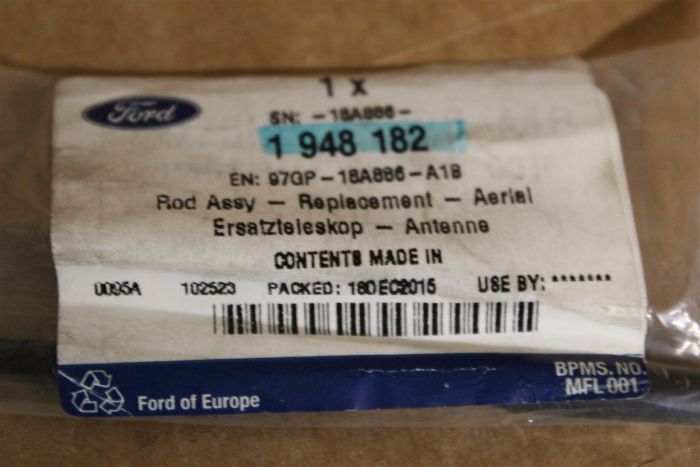 1 X
Ford
SN: -18A886-
1 948 182
EN: 97GP-18A886-A1B
Rod Assy - Replacement - Aerial
Ersatzteleskop - Antenne
CONTENTS MADE IN
0095A 102523 PACKED: 18DEC2015 USE BY: *******
BPMS. NO.
MFL 001
Ford of Europe